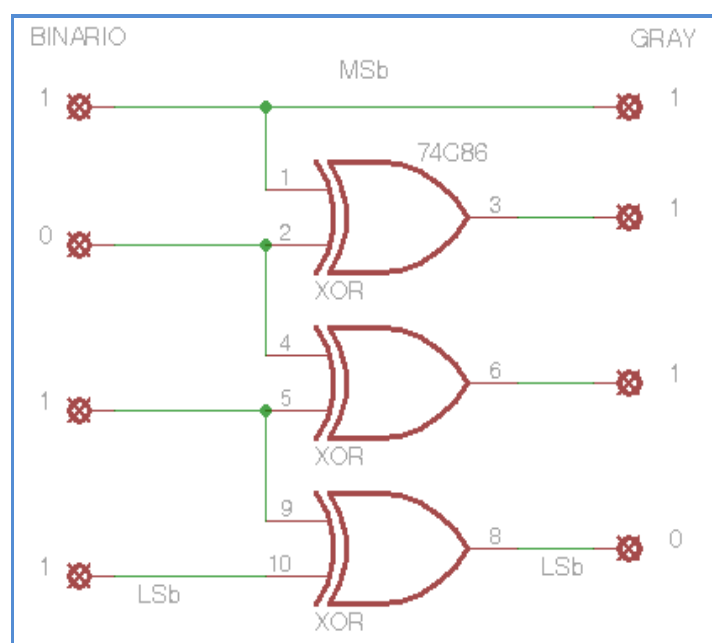 BINARIO GRAY
MSb
1 1
74C86
1
3 1
0 2
XOR
4
6 1
1 5
XOR
9
8 0
1 10
LSb LSb
XOR